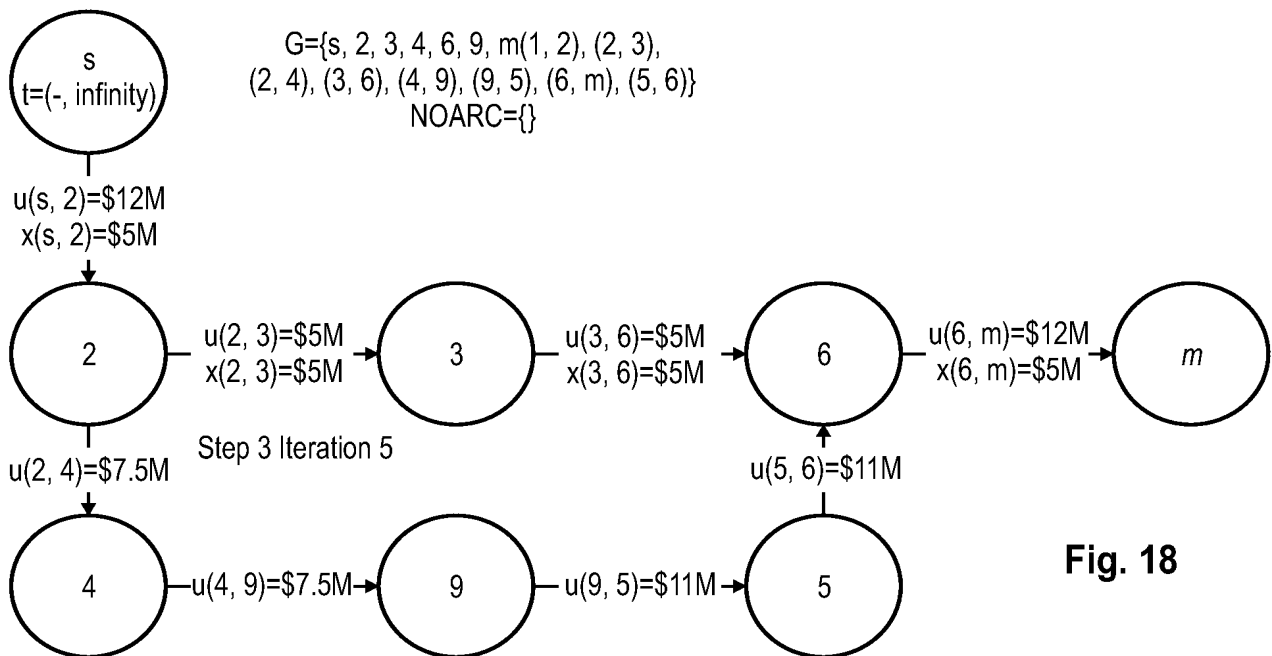 s
t=(-, infinity)
G={s, 2, 3, 4, 6, 9, m(1, 2), (2, 3),
(2, 4), (3, 6), (4, 9), (9, 5), (6, m), (5, 6)}
NOARC={}
u(s, 2)=$12M
x(s, 2)=$5M
2
u(2, 3)=$5M
x(2, 3)=$5M
3
u(3, 6)=$5M
x(3, 6)=$5M
6
u(6, m)=$12M
x(6, m)=$5M
m
u(2, 4)=$7.5M
Step 3 Iteration 5
u(5, 6)=$11M
4
u(4, 9)=$7.5M
9
u(9, 5)=$11M
5
Fig. 18